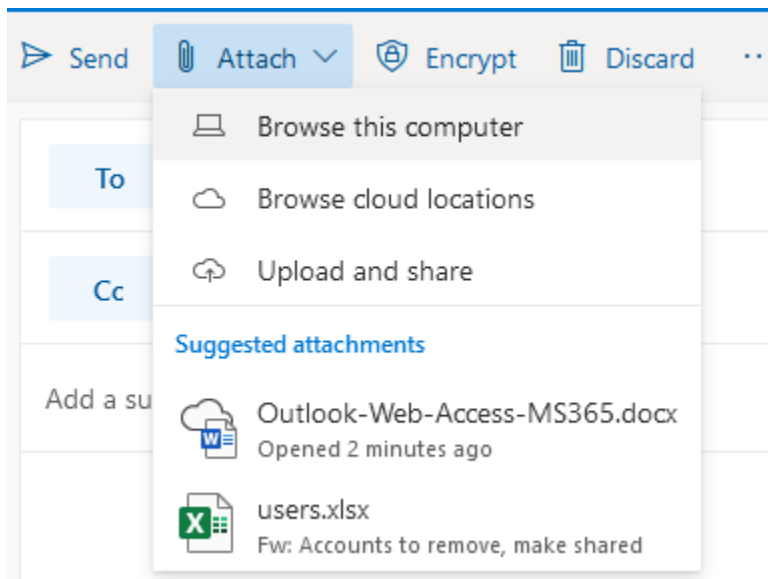 Send Attach Encrypt Discard ··
Browse this computer
To
Browse cloud locations
Upload and share
Cc
Suggested attachments
Add a su
Outlook-Web-Access-MS365.docx
Opened 2 minutes ago
users.xlsx
Fw: Accounts to remove, make shared